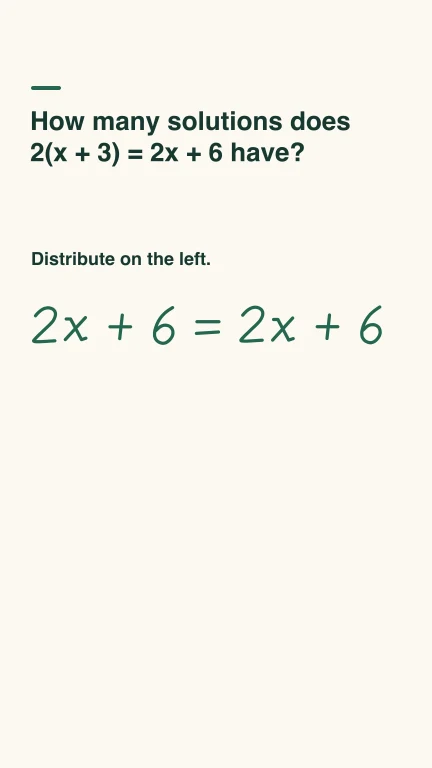 How many solutions does
2(x + 3) = 2x + 6 have?
Distribute on the left.
2x + 6 = 2x + 6